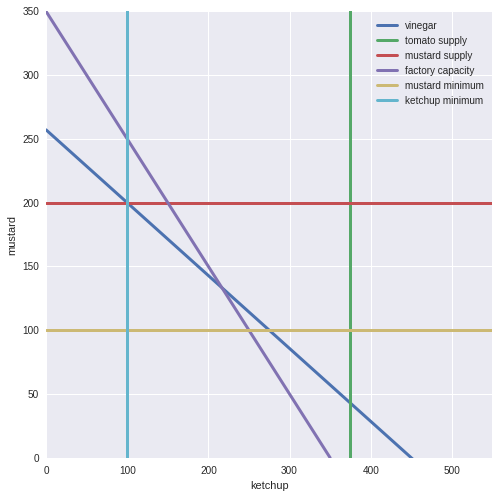 350
300
250
200
150
100
50
0
mustard
vinegar
tomato supply
mustard supply
factory capacity
mustard minimum
ketchup minimum
0 100 200 300 400 500
ketchup